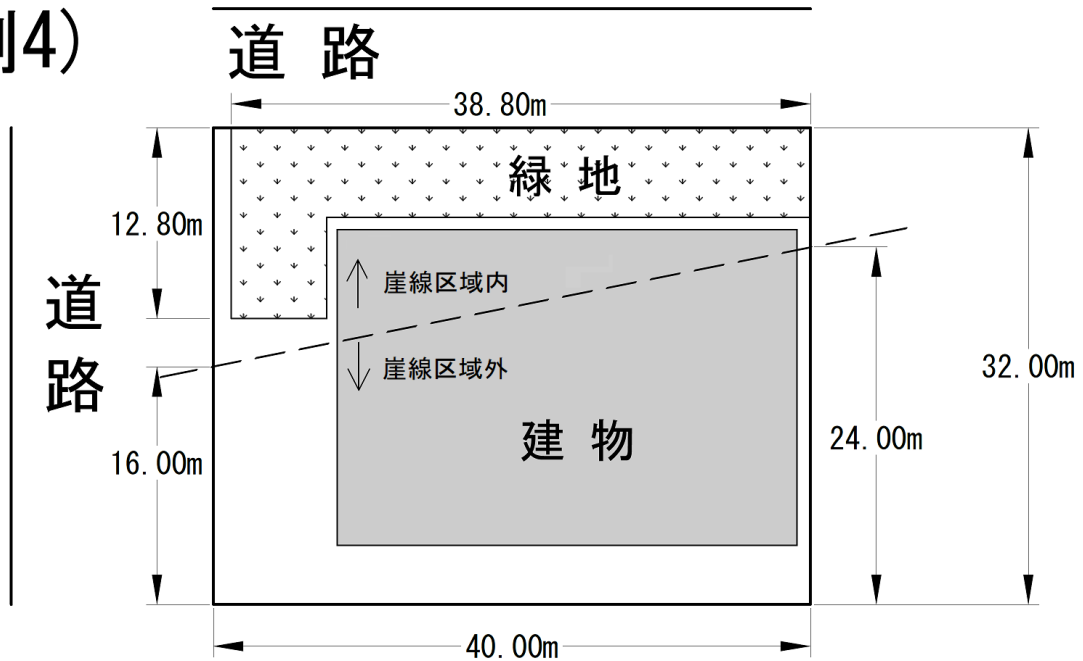 例4)
道 路
38.80m
緑 地
12.80m
崖線区域内
道
路
崖線区域外
32.00m
建 物
24.00m
16.00m
40.00m